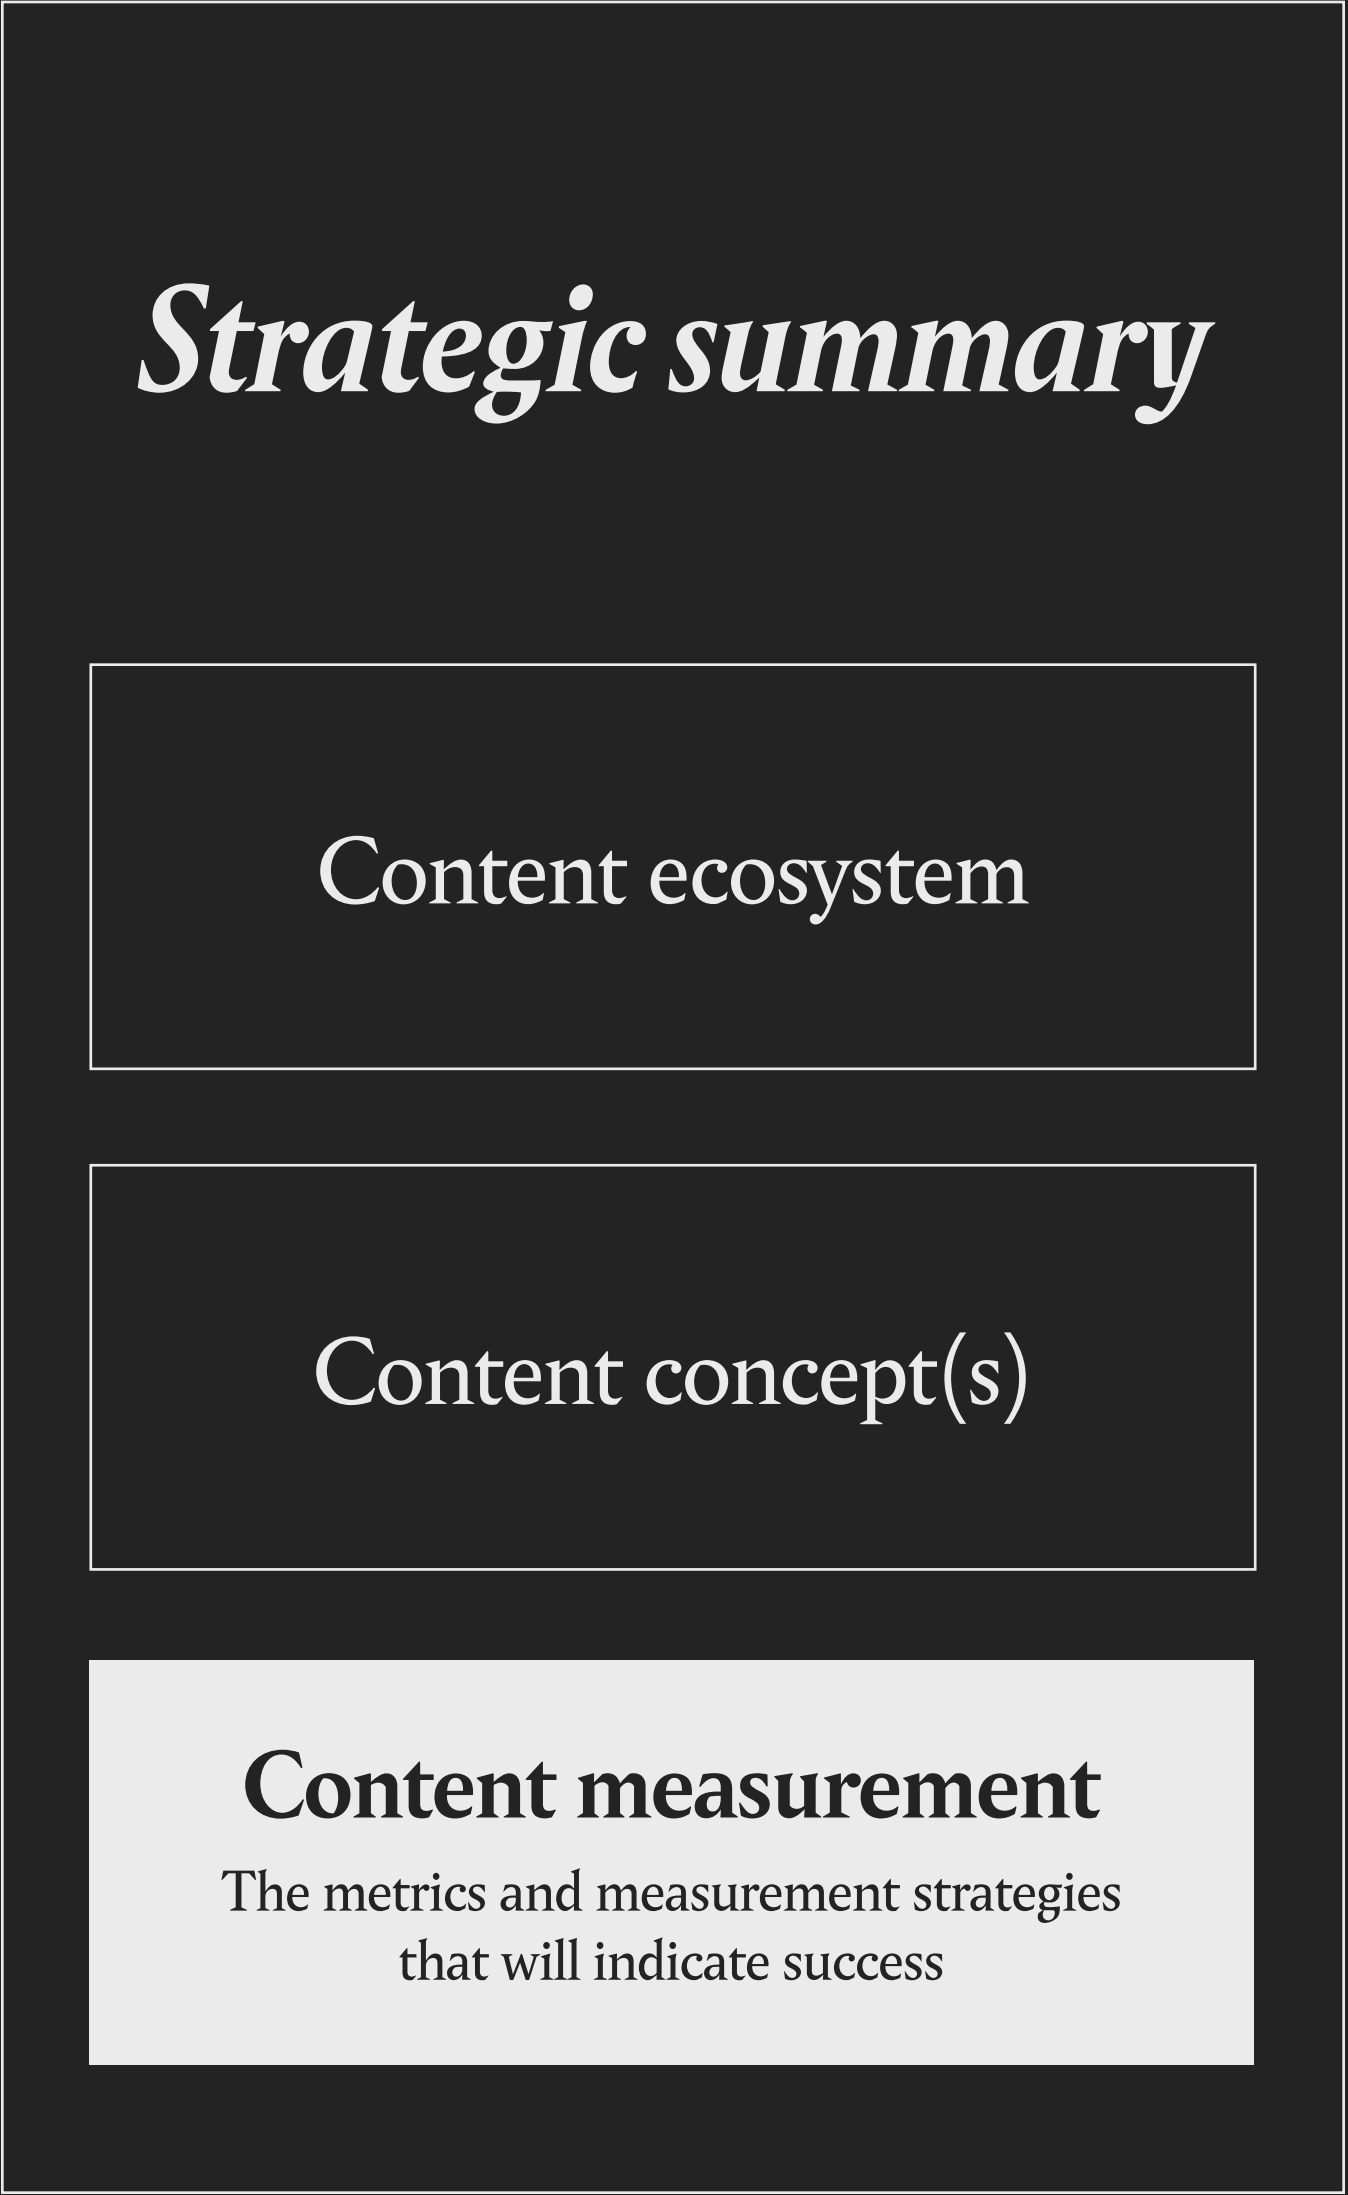 Strategic summary
Content ecosystem
Content concept(s)
Content measurement
The metrics and measurement strategies
that will indicate success